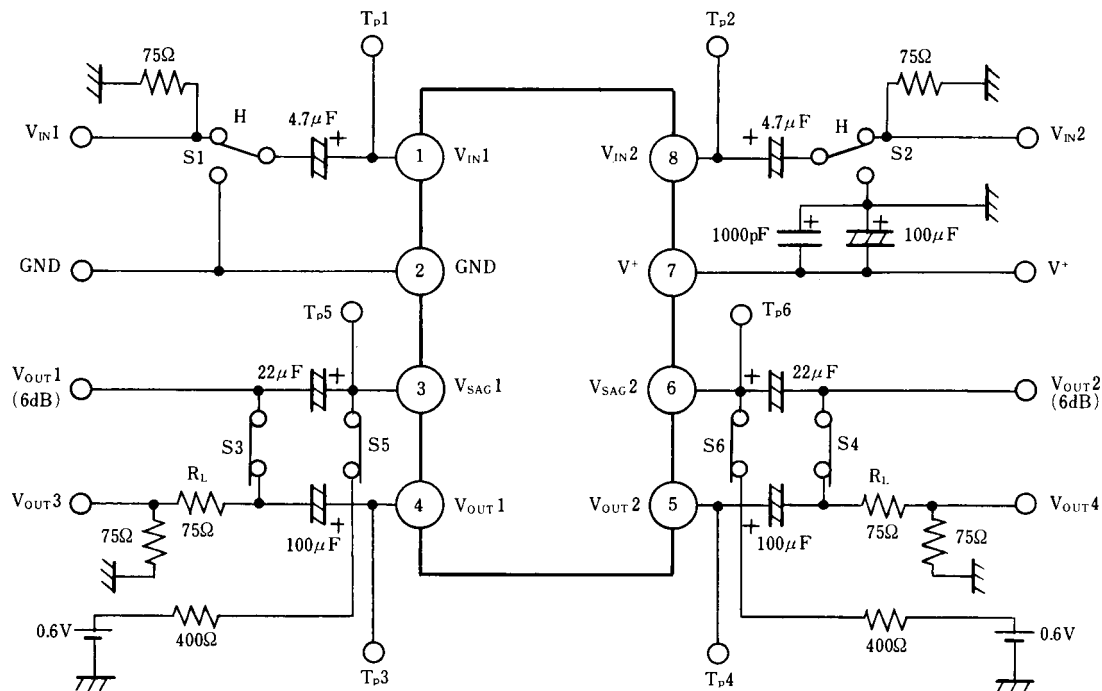 Tp1
Tp2
75Ω
75Ω
H
4.7μF
+
+
4.7μF
H
VIN1
S1
1
VIN1
VIN2
8
S2
VIN2
+
+
1000pF
100μF
GND
2
GND
V+
7
V+
Tp5
Tp6
VOUT1
(6dB)
22μF
+
3
VSAG1
VSAG2
6
+
22μF
VOUT2
(6dB)
S3
S5
S6
S4
RL
RL
VOUT3
75Ω
4
VOUT1
VOUT2
5
75Ω
VOUT4
75Ω
+
100μF
+
100μF
75Ω
0.6V
400Ω
400Ω
0.6V
Tp3
Tp4